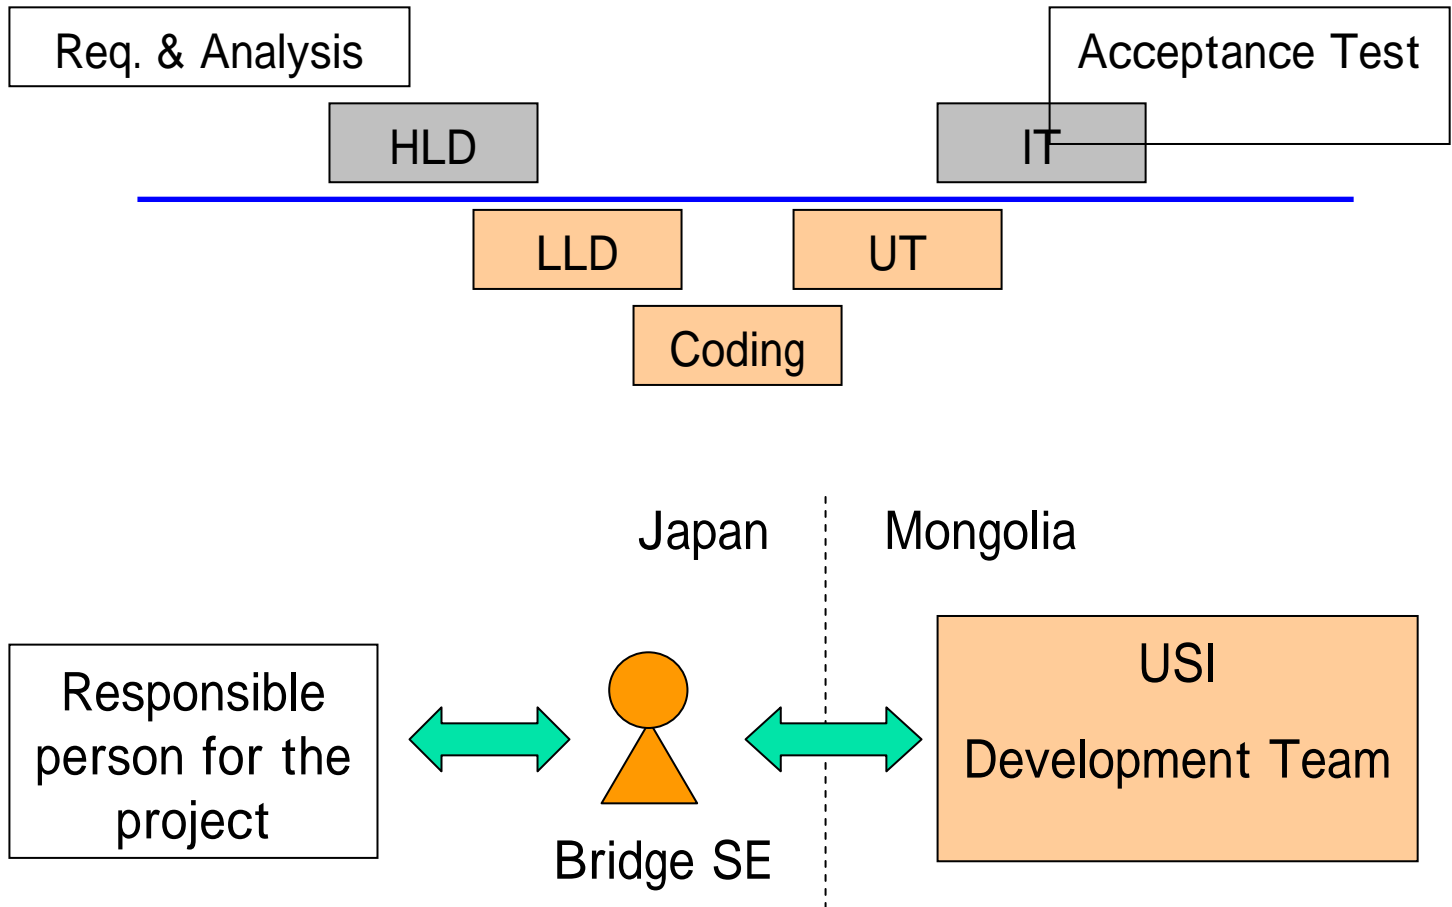 Req. & Analysis
Acceptance Test
HLD
IT
LLD
UT
Coding
Japan
Mongolia
Responsible
person for the
project
Bridge SE
USI
Development Team